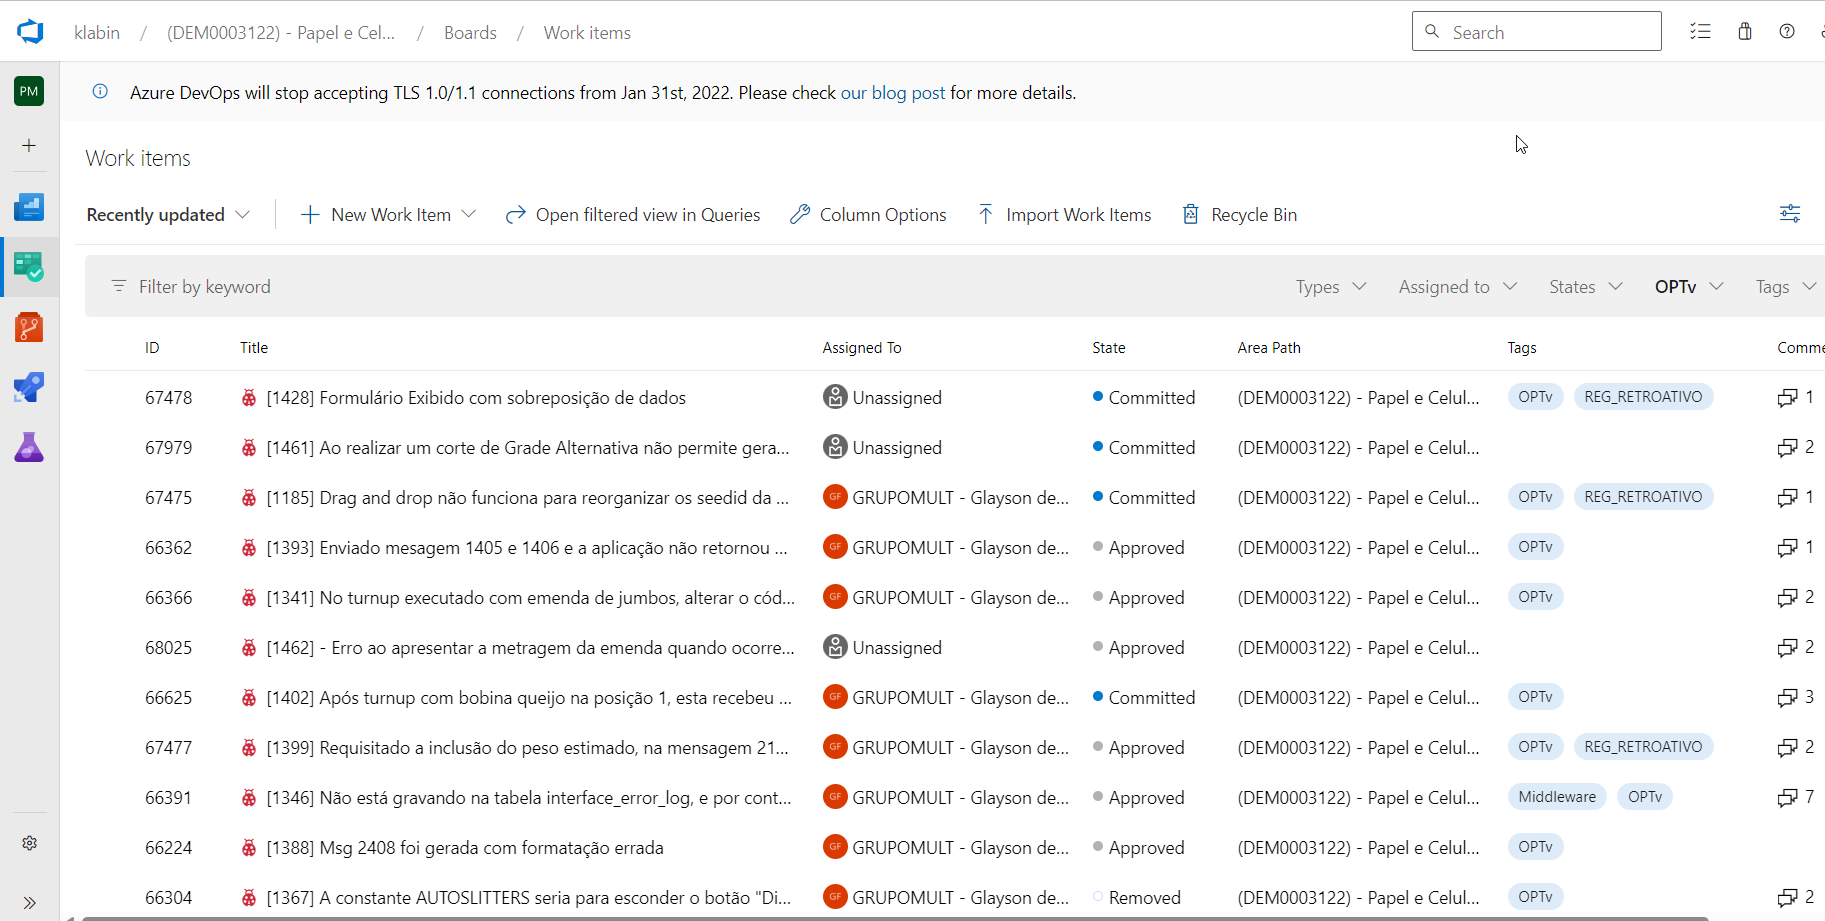 klabin / (DEM0003122) - Papel e Cel... / Boards / Work items
Search
PM
Azure DevOps will stop accepting TLS 1.0/1.1 connections from Jan 31st, 2022. Please check our blog post for more details.
Work items
Recently updated New Work Item Open filtered view in Queries Column Options Import Work Items Recycle Bin
Filter by keyword Types Assigned to States OPTv Tags
ID Title Assigned To State Area Path Tags Comme
67478 [1428] Formulário Exibido com sobreposição de dados Unassigned Committed (DEM0003122) - Papel e Celul... OPTv REG_RETROATIVO 1
67979 [1461] Ao realizar um corte de Grade Alternativa não permite gera... Unassigned Committed (DEM0003122) - Papel e Celul... 2
67475 [1185] Drag and drop não funciona para reorganizar os seedid da ... GF GRUPOMULT - Glayson de... Committed (DEM0003122) - Papel e Celul... OPTv REG_RETROATIVO 1
66362 [1393] Enviado mesagem 1405 e 1406 e a aplicação não retornou ... GF GRUPOMULT - Glayson de... Approved (DEM0003122) - Papel e Celul... OPTv 1
66366 [1341] No turnup executado com emenda de jumbos, alterar o cód... GF GRUPOMULT - Glayson de... Approved (DEM0003122) - Papel e Celul... OPTv 2
68025 [1462] - Erro ao apresentar a metragem da emenda quando ocorre... Unassigned Approved (DEM0003122) - Papel e Celul... 2
66625 [1402] Após turnup com bobina queijo na posição 1, esta recebeu ... GF GRUPOMULT - Glayson de... Committed (DEM0003122) - Papel e Celul... OPTv 3
67477 [1399] Requisitado a inclusão do peso estimado, na mensagem 21... GF GRUPOMULT - Glayson de... Approved (DEM0003122) - Papel e Celul... OPTv REG_RETROATIVO 2
66391 [1346] Não está gravando na tabela interface_error_log, e por cont... GF GRUPOMULT - Glayson de... Approved (DEM0003122) - Papel e Celul... Middleware OPTv 7
66224 [1388] Msg 2408 foi gerada com formatação errada GF GRUPOMULT - Glayson de... Approved (DEM0003122) - Papel e Celul... OPTv
66304 [1367] A constante AUTOSLITTERS seria para esconder o botão "Di... GF GRUPOMULT - Glayson de... Removed (DEM0003122) - Papel e Celul... OPTv 2